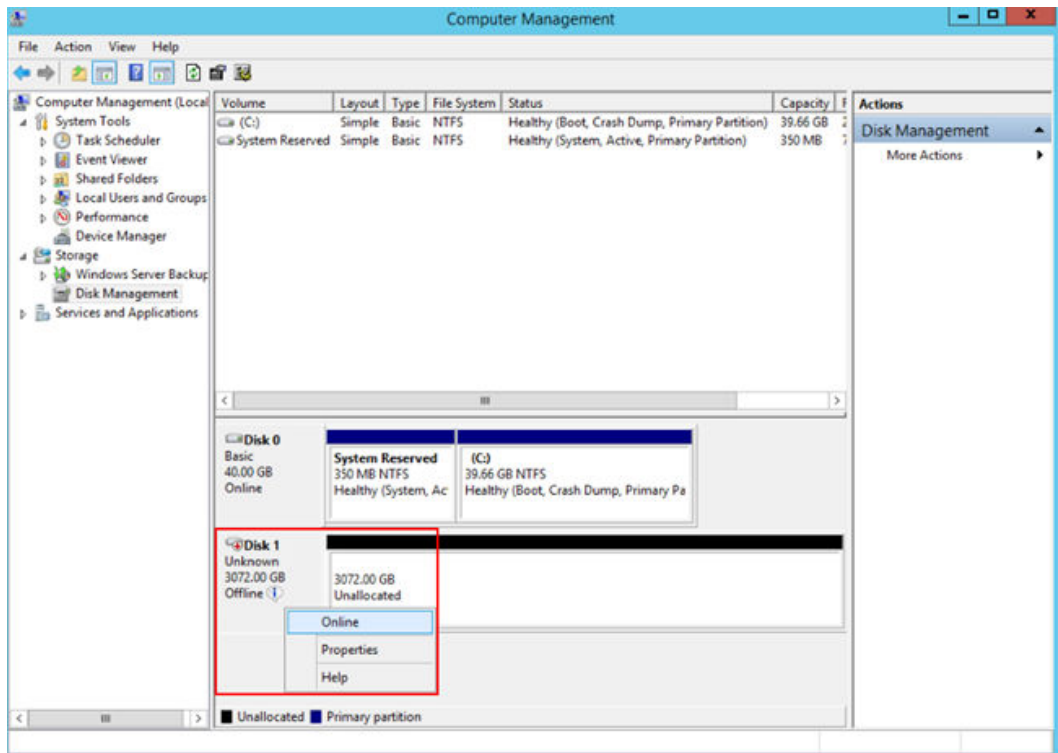 Computer Management
File Action View Help
Computer Management (Local
System Tools
Task Scheduler
Event Viewer
Shared Folders
Local Users and Groups
Performance
Device Manager
Storage
Windows Server Backup
Disk Management
Services and Applications
Volume Layout Type File System Status Capacity F
(C:) Simple Basic NTFS Healthy (Boot, Crash Dump, Primary Partition) 39.66 GB
System Reserved Simple Basic NTFS Healthy (System, Active, Primary Partition) 350 MB
Disk 0
Basic
40.00 GB
Online
System Reserved
350 MB NTFS
Healthy (System, Ac
(C:)
39.66 GB NTFS
Healthy (Boot, Crash Dump, Primary Pa
Disk 1
Unknown
3072.00 GB
Offline
3072.00 GB
Unallocated
Online
Properties
Help
Unallocated Primary partition
Actions
Disk Management
More Actions